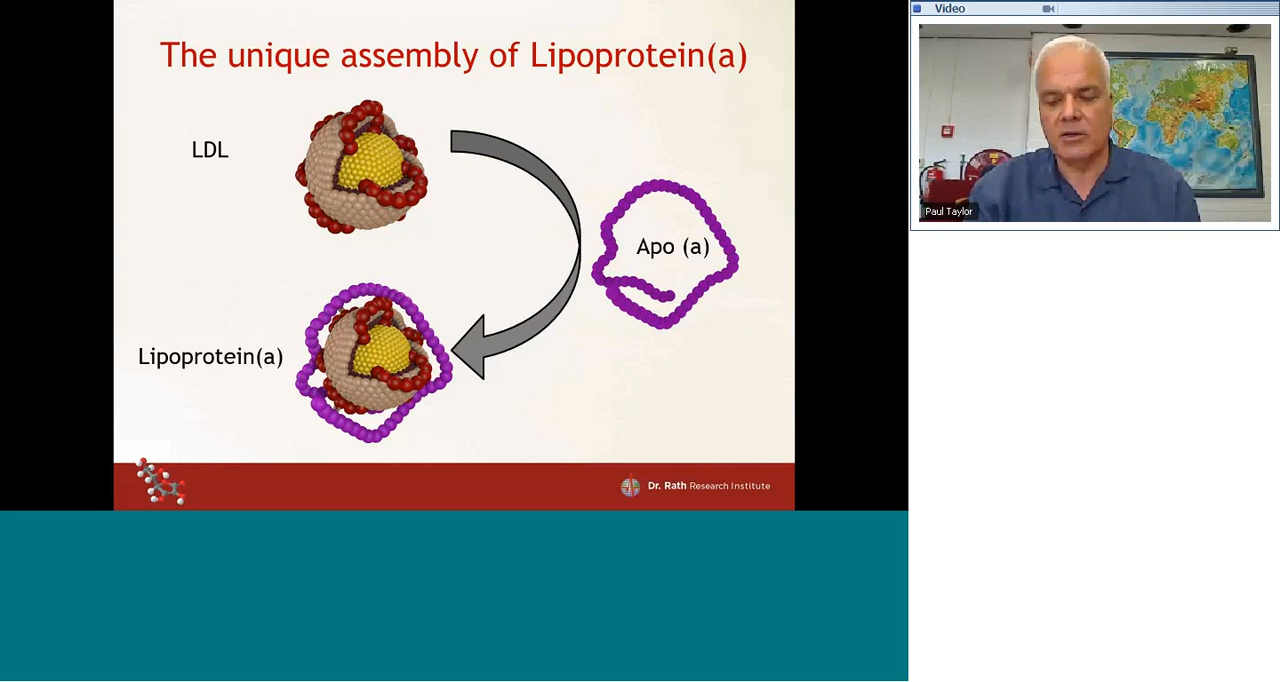 The unique assembly of Lipoprotein(a)
LDL
Apo (a)
Lipoprotein(a)
Dr. Rath Research Institute
Video
Paul Taylor